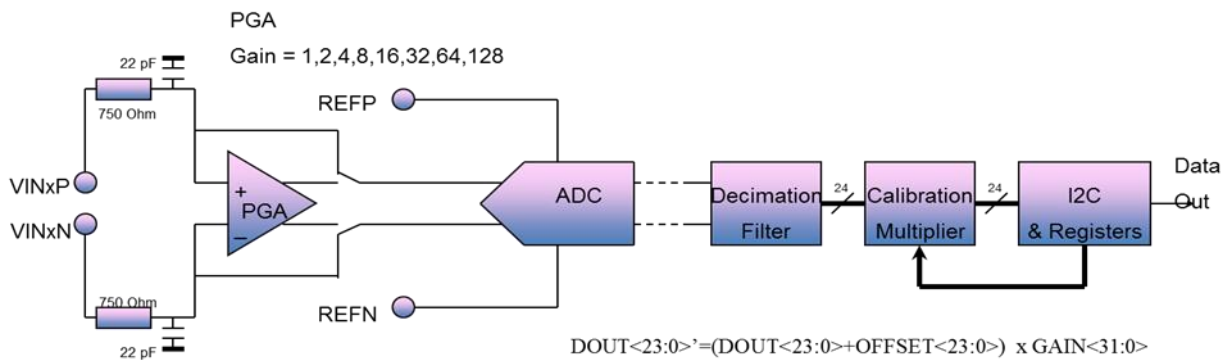 PGA
Gain = 1,2,4,8,16,32,64,128
22 pF
750 Ohm
REFP
VINxP
VINxN
+
PGA
–
ADC
Decimation
Filter
24
Calibration
Multiplier
24
I2C
& Registers
Data
Out
750 Ohm
22 pF
REFN
DOUT<23:0>'=(DOUT<23:0>+OFFSET<23:0>) x GAIN<31:0>